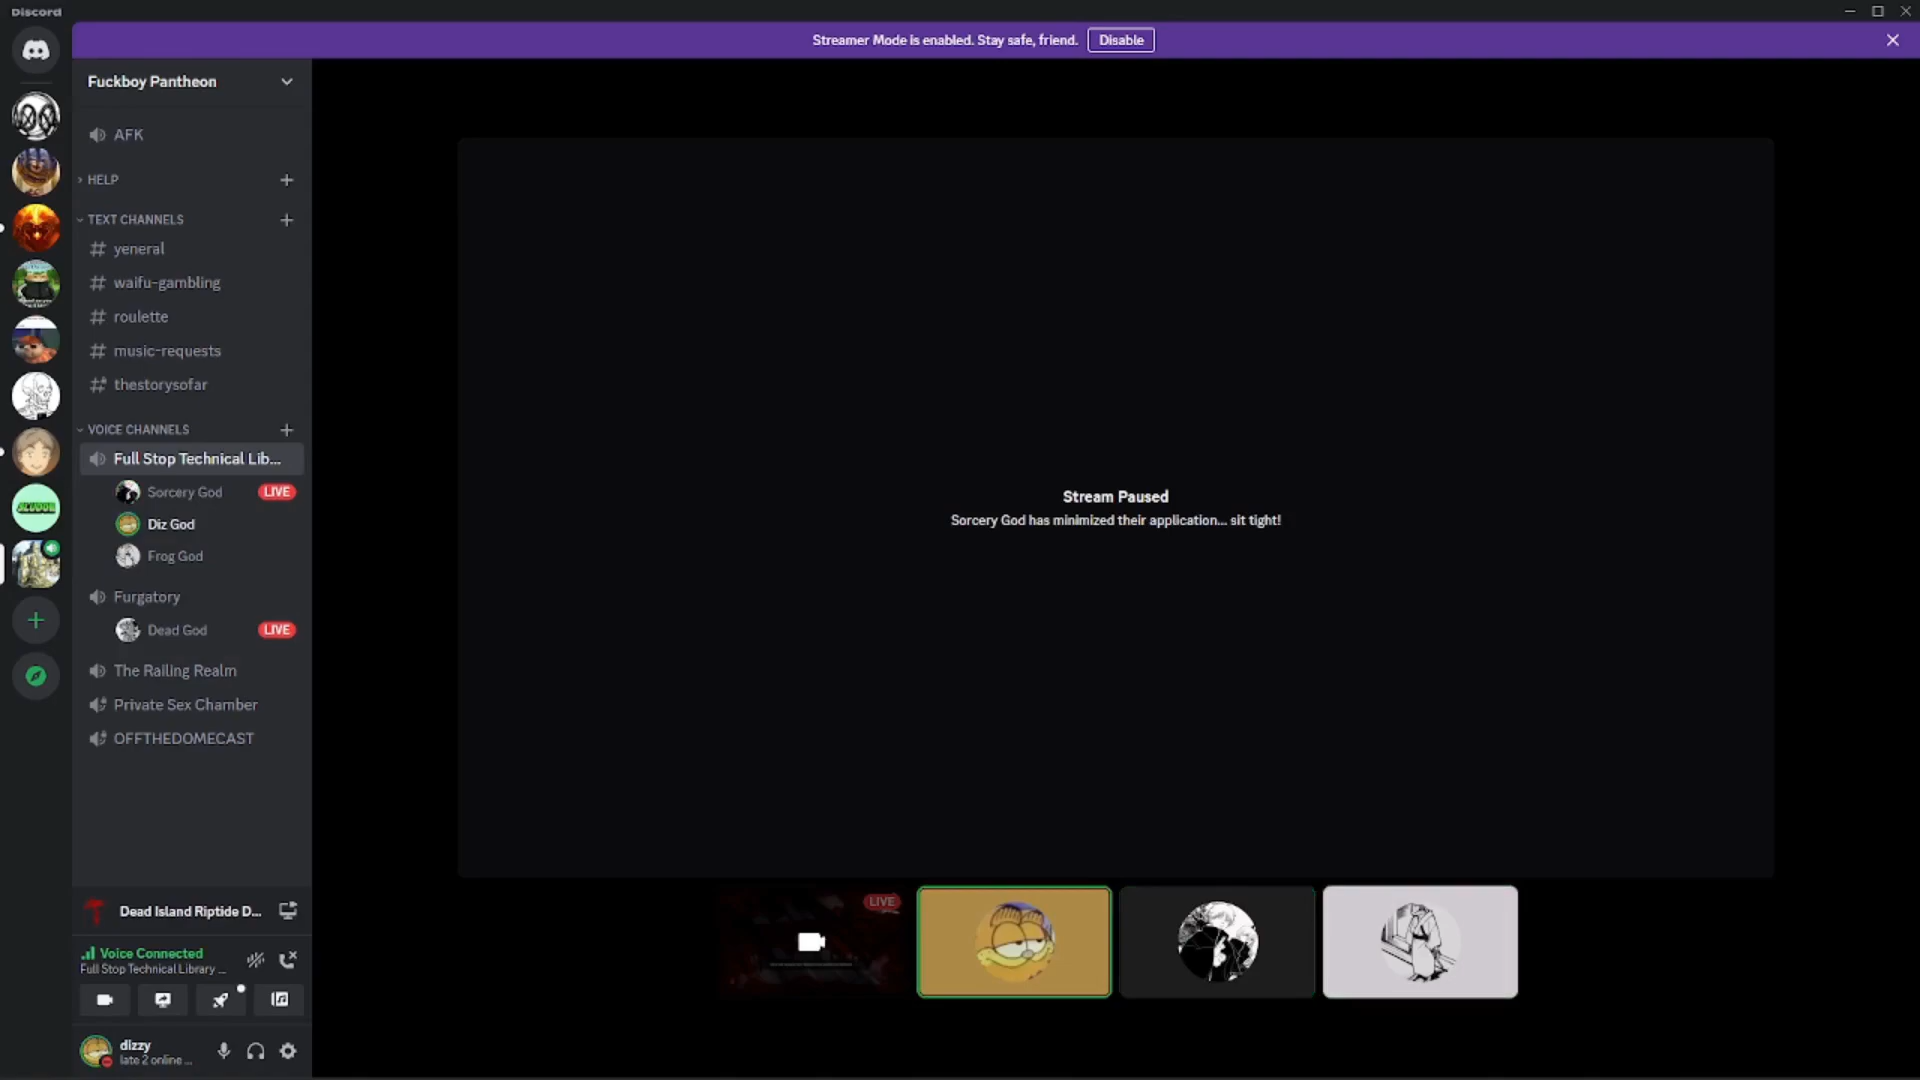 Discord
Streamer Mode is enabled. Stay safe, friend. Disable
Fuckboy Pantheon
AFK
HELP
TEXT CHANNELS
yeneral
waifu-gambling
roulette
music-requests
thestorysofar
VOICE CHANNELS
Full Stop Technical Lib...
Sorcery God LIVE
Diz God
Frog God
Furgatory
Dead God LIVE
The Railing Realm
Private Sex Chamber
OFFTHEDOMECAST
Stream Paused
Sorcery God has minimized their application... sit tight!
LIVE
Dead Island Riptide D...
Voice Connected
Full Stop Technical Library ...
dizzy
late 2 online ...